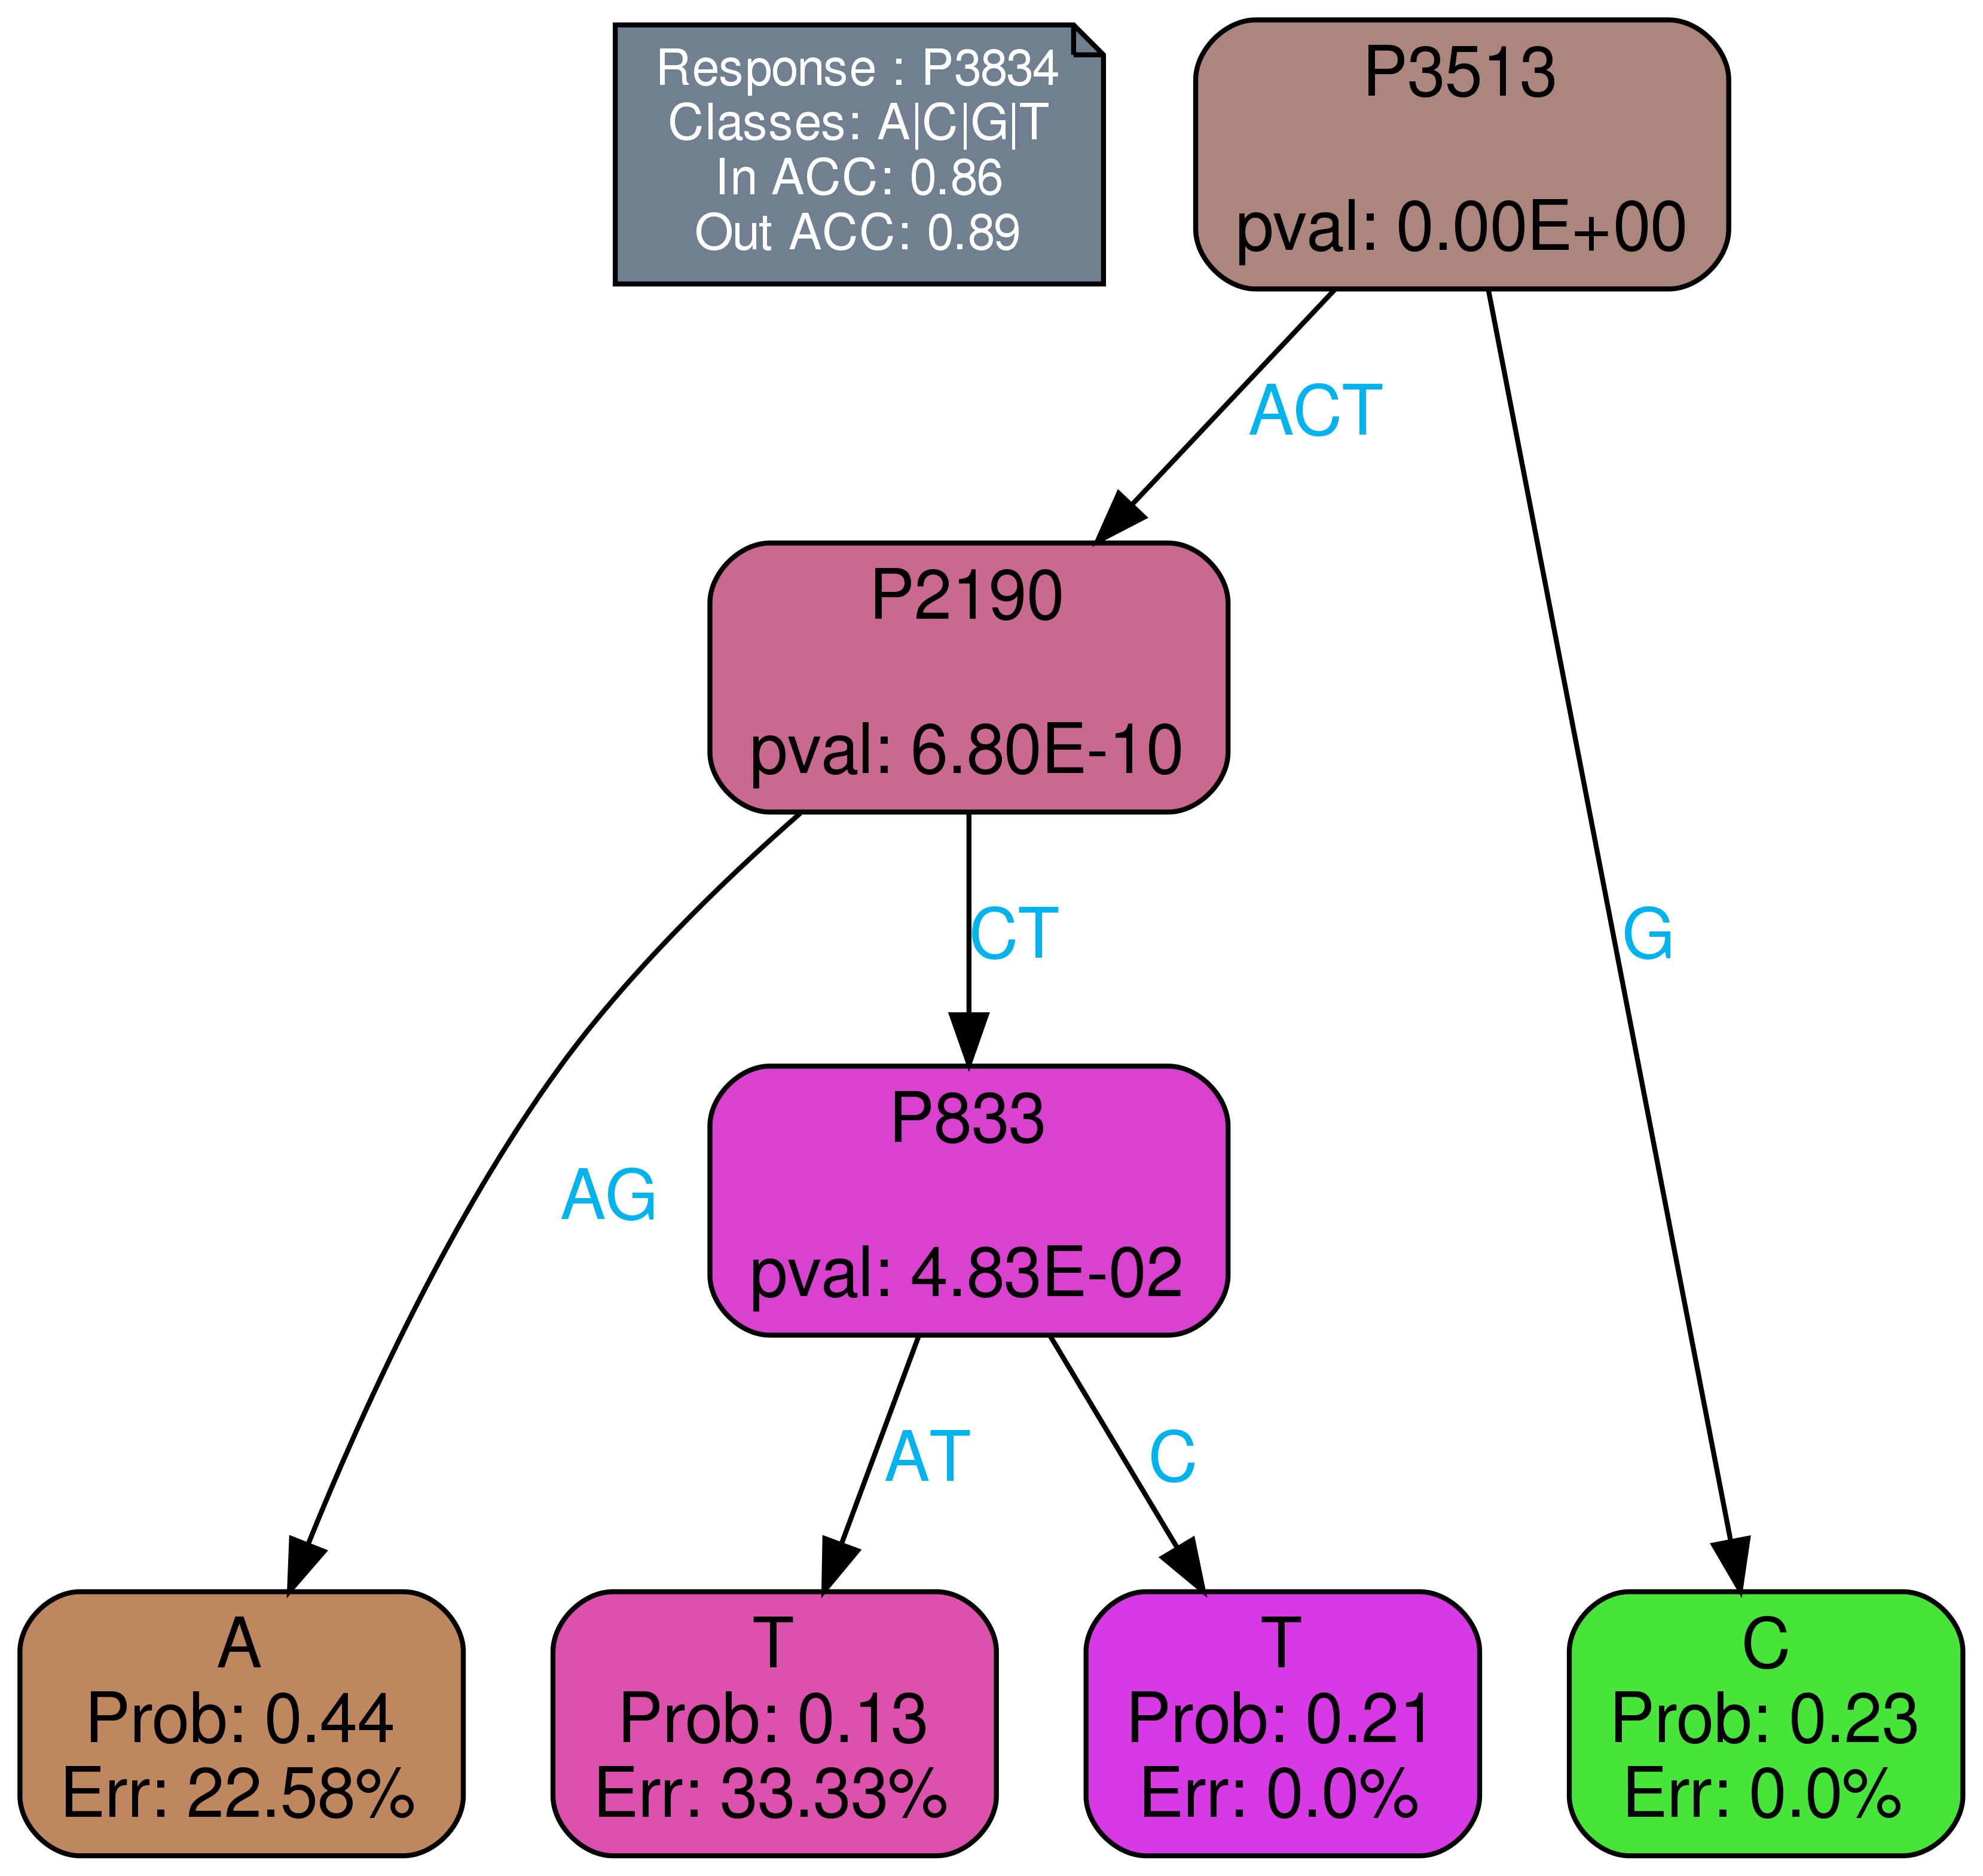 Response : P3834
Classes: A|C|G|T
In ACC: 0.86
Out ACC: 0.89
P3513
pval: 0.00E+00
ACT
G
P2190
pval: 6.80E-10
AG
CT
P833
pval: 4.83E-02
AT
C
A
Prob: 0.44
Err: 22.58%
T
Prob: 0.13
Err: 33.33%
T
Prob: 0.21
Err: 0.0%
C
Prob: 0.23
Err: 0.0%